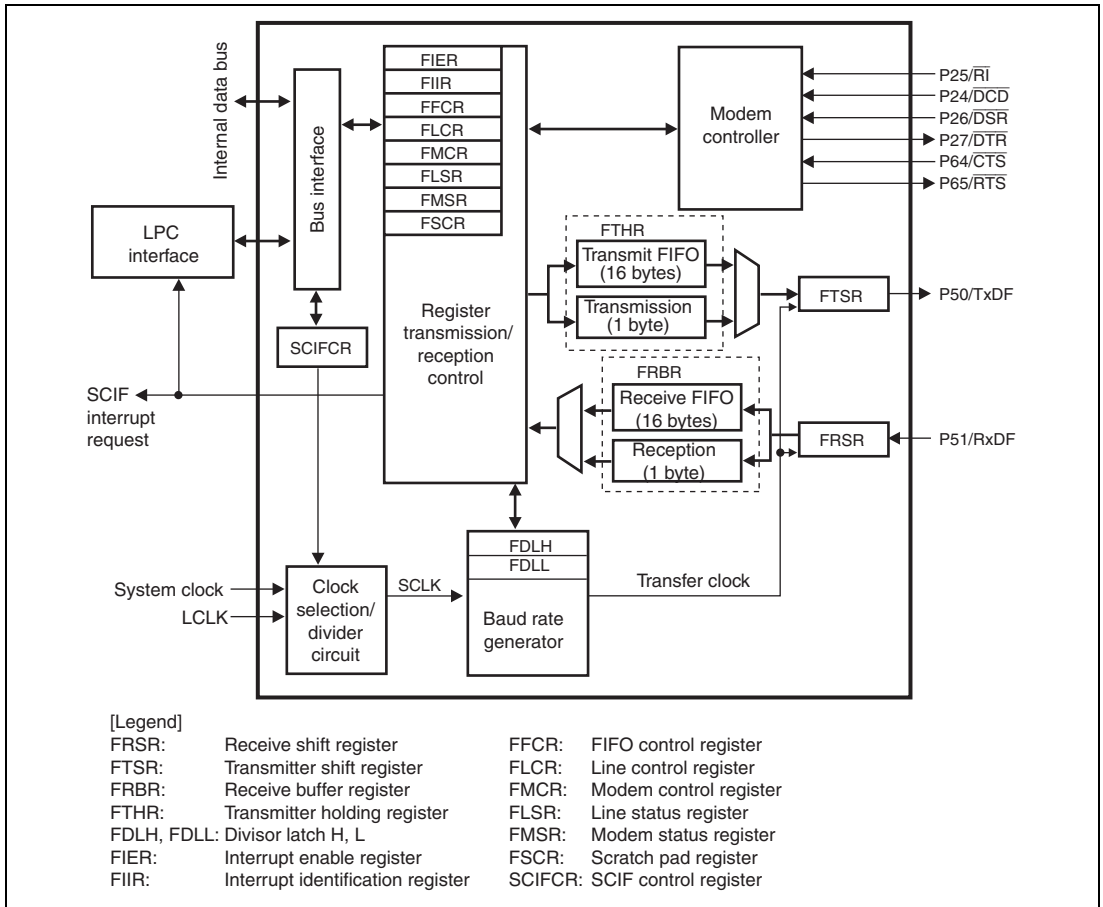 Internal data bus
Bus interface
FIER
FIIR
FFCR
FLCR
FMCR
FLSR
FMSR
FSCR
Register
transmission/
reception
control
Modem
controller
P25/RI
P24/DCD
P26/DSR
P27/DTR
P64/CTS
P65/RTS
LPC
interface
SCIFCR
SCIF
interrupt
request
FTHR
Transmit FIFO
(16 bytes)
Transmission
(1 byte)
FTSR
P50/TxDF
FRBR
Receive FIFO
(16 bytes)
Reception
(1 byte)
FRSR
P51/RxDF
System clock
LCLK
Clock
selection/
divider
circuit
SCLK
FDLH
FDLL
Baud rate
generator
Transfer clock
[Legend]
FRSR: Receive shift register
FTSR: Transmitter shift register
FRBR: Receive buffer register
FTHR: Transmitter holding register
FDLH, FDLL: Divisor latch H, L
FIER: Interrupt enable register
FIIR: Interrupt identification register
FFCR: FIFO control register
FLCR: Line control register
FMCR: Modem control register
FLSR: Line status register
FMSR: Modem status register
FSCR: Scratch pad register
SCIFCR: SCIF control register